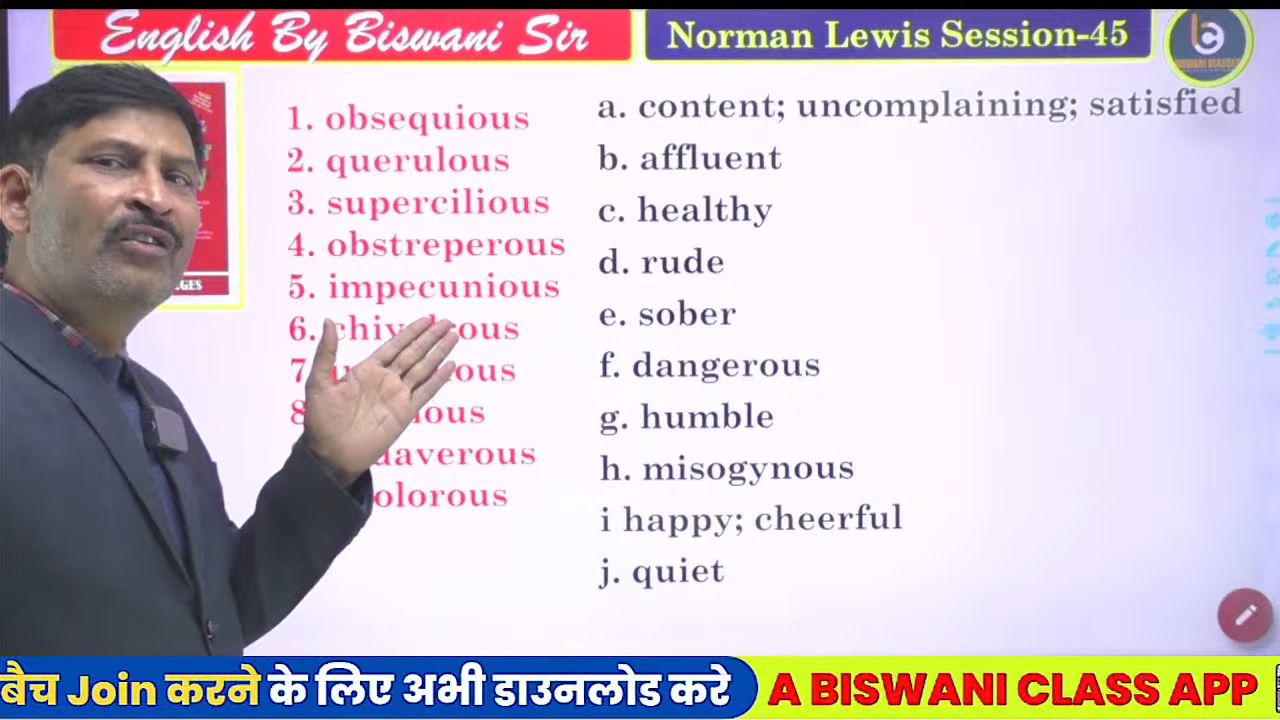 English By Biswani Sir
Norman Lewis Session-45
1. obsequious
2. querulous
3. supercilious
4. obstreperous
5. impecunious
6.
7.
8
a. content; uncomplaining; satisfied
b. affluent
c. healthy
d. rude
e. sober
f. dangerous
g. humble
h. misogynous
i happy; cheerful
j. quiet
बैच Join करने के लिए अभी डाउनलोड करे
A BISWANI CLASS APP